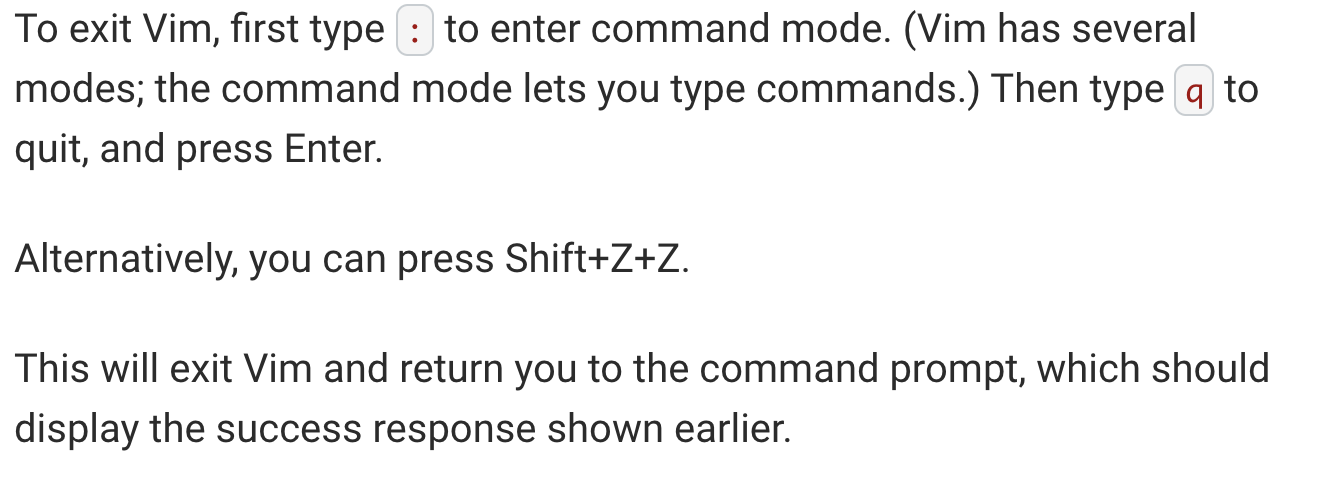 To exit Vim, first type : to enter command mode. (Vim has several
modes; the command mode lets you type commands.) Then type q to
quit, and press Enter.
Alternatively, you can press Shift+Z+Z.
This will exit Vim and return you to the command prompt, which should
display the success response shown earlier.